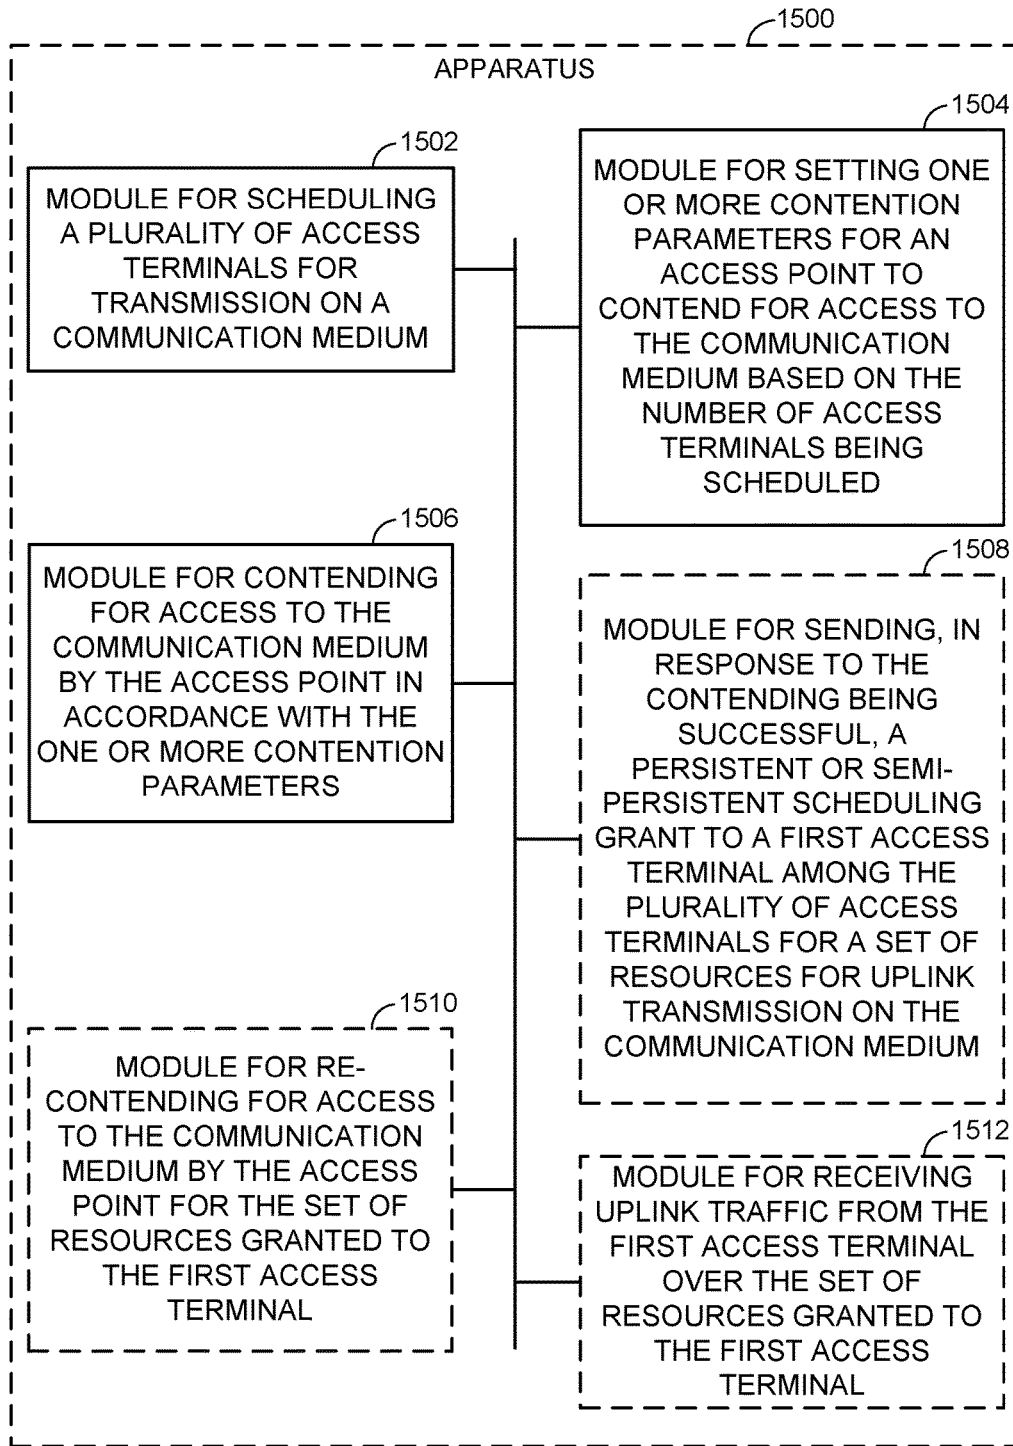 1500
APPARATUS
1502
MODULE FOR SCHEDULING
A PLURALITY OF ACCESS
TERMINALS FOR
TRANSMISSION ON A
COMMUNICATION MEDIUM
1504
MODULE FOR SETTING ONE
OR MORE CONTENTION
PARAMETERS FOR AN
ACCESS POINT TO
CONTEND FOR ACCESS TO
THE COMMUNICATION
MEDIUM BASED ON THE
NUMBER OF ACCESS
TERMINALS BEING
SCHEDULED
1506
MODULE FOR CONTENDING
FOR ACCESS TO THE
COMMUNICATION MEDIUM
BY THE ACCESS POINT IN
ACCORDANCE WITH THE
ONE OR MORE CONTENTION
PARAMETERS
1508
MODULE FOR SENDING, IN
RESPONSE TO THE
CONTENDING BEING
SUCCESSFUL, A
PERSISTENT OR SEMI-
PERSISTENT SCHEDULING
GRANT TO A FIRST ACCESS
TERMINAL AMONG THE
PLURALITY OF ACCESS
TERMINALS FOR A SET OF
RESOURCES FOR UPLINK
TRANSMISSION ON THE
COMMUNICATION MEDIUM
1510
MODULE FOR RE-
CONTENDING FOR ACCESS
TO THE COMMUNICATION
MEDIUM BY THE ACCESS
POINT FOR THE SET OF
RESOURCES GRANTED TO
THE FIRST ACCESS
TERMINAL
1512
MODULE FOR RECEIVING
UPLINK TRAFFIC FROM THE
FIRST ACCESS TERMINAL
OVER THE SET OF
RESOURCES GRANTED TO
THE FIRST ACCESS
TERMINAL